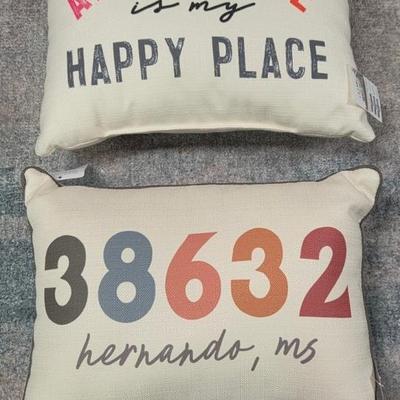 is my
HAPPY PLACE
38632
hernando, ms